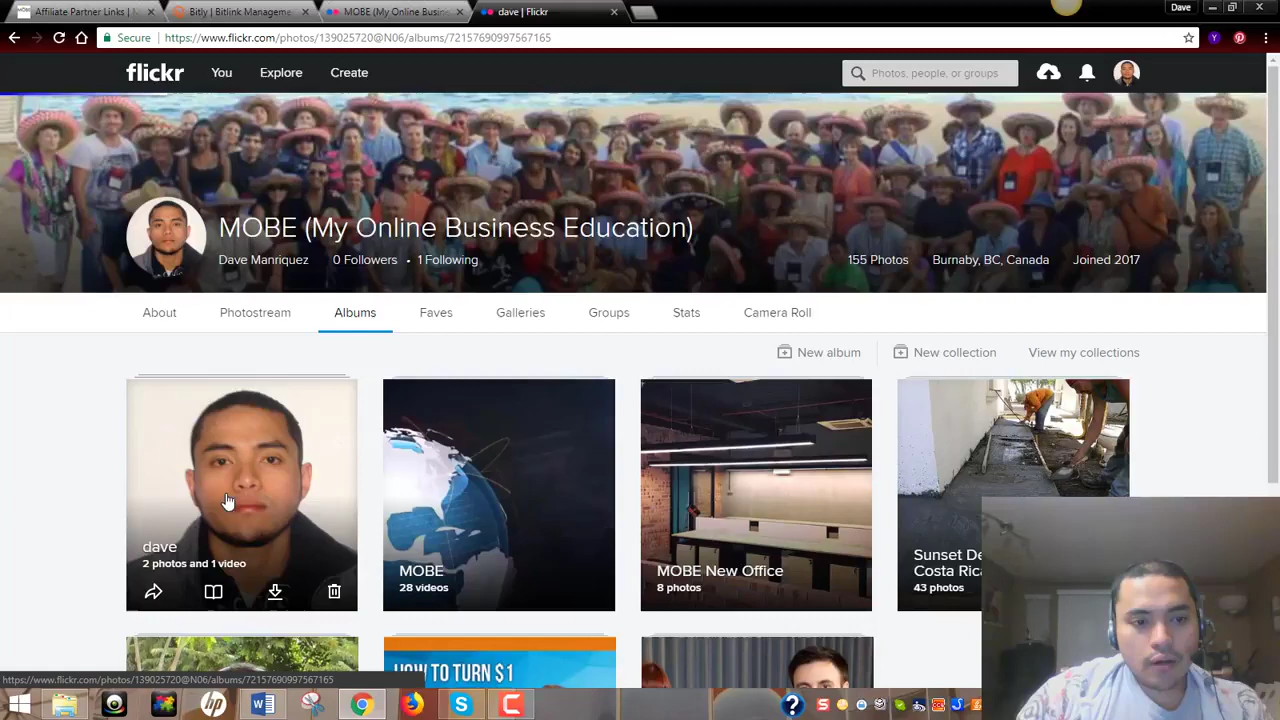 Affiliate Partner Links |
Bitly | Bitlink Manageme
MOBE (My Online Busine
dave | Flickr
Dave
Secure
https://www.flickr.com/photos/139025720@N06/albums/72157690997567165
flickr
You
Explore
Create
Photos, people, or groups
MOBE (My Online Business Education)
Dave Manriquez
0 Followers • 1 Following
155 Photos
Burnaby, BC, Canada
Joined 2017
About
Photostream
Albums
Faves
Galleries
Groups
Stats
Camera Roll
New album
New collection
View my collections
dave
2 photos and 1 video
MOBE
28 videos
MOBE New Office
8 photos
Sunset De
Costa Rica
43 photos
HOW TO TURN $1
https://www.flickr.com/photos/139025720@N06/albums/72157690997567165